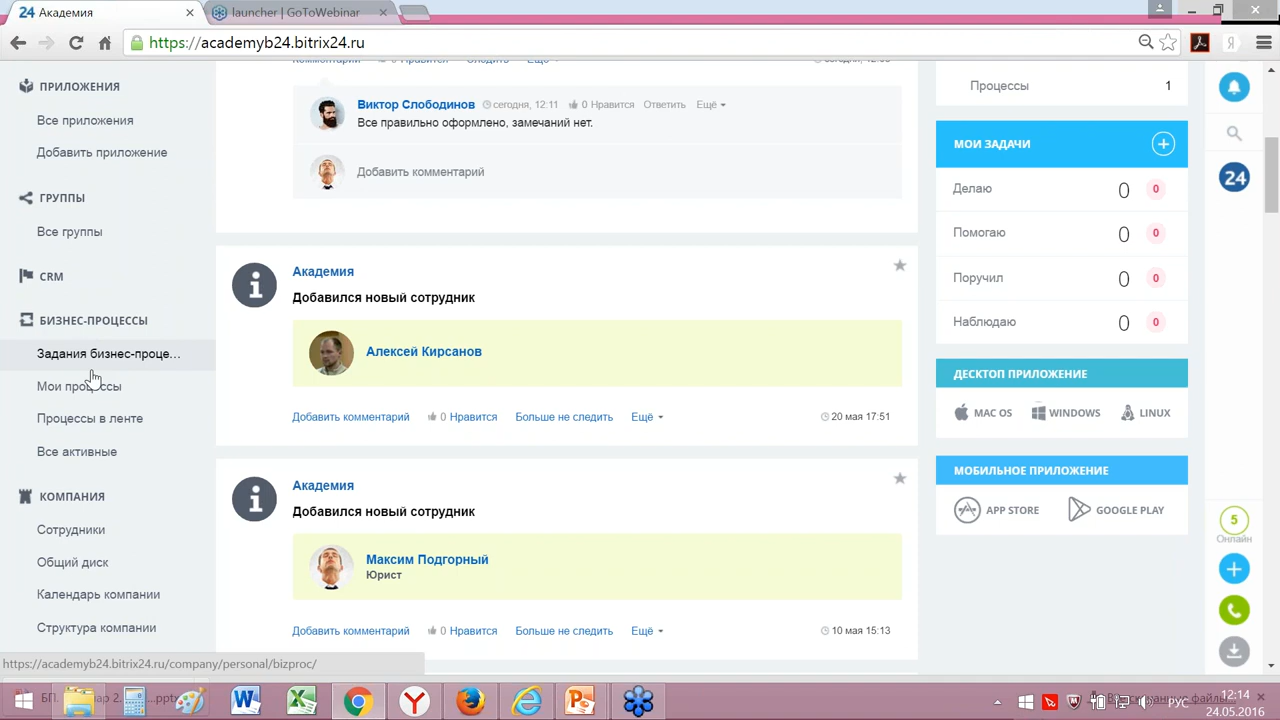 24 Академия
launcher | GoToWebinar
https://academyb24.bitrix24.ru
ПРИЛОЖЕНИЯ
Все приложения
Добавить приложение
ГРУППЫ
Все группы
CRM
БИЗНЕС-ПРОЦЕССЫ
Задания бизнес-проце...
Мои процессы
Процессы в ленте
Все активные
КОМПАНИЯ
Сотрудники
Общий диск
Календарь компании
Структура компании
https://academyb24.bitrix24.ru/company/personal/bizproc/
Комментарии 0 Нравится Следить Ещё
Виктор Слободинов сегодня, 12:11 0 Нравится Ответить Ещё
Все правильно оформлено, замечаний нет.
Добавить комментарий
Академия
Добавился новый сотрудник
Алексей Кирсанов
Добавить комментарий 0 Нравится Больше не следить Ещё 20 мая 17:51
Академия
Добавился новый сотрудник
Максим Подгорный
Юрист
Добавить комментарий 0 Нравится Больше не следить Ещё 10 мая 15:13
Процессы 1
МОИ ЗАДАЧИ
Делаю 0 0
Помогаю 0 0
Поручил 0 0
Наблюдаю 0 0
ДЕСКТОП ПРИЛОЖЕНИЕ
MAC OS WINDOWS LINUX
МОБИЛЬНОЕ ПРИЛОЖЕНИЕ
APP STORE GOOGLE PLAY
24
5
Онлайн
РУС
12:14
24.05.2016